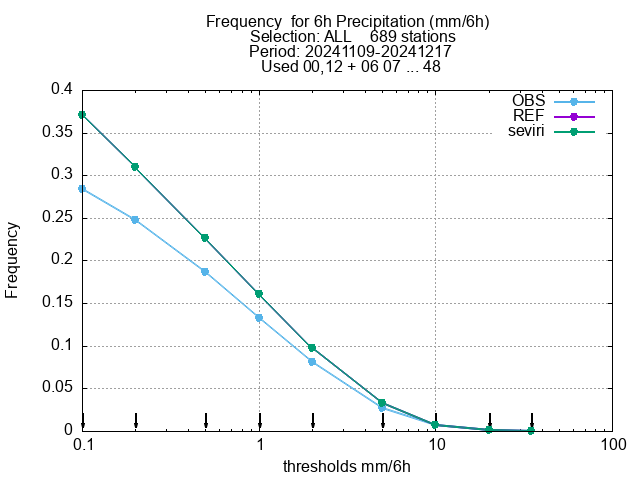 Frequency  for 6h Precipitation (mm/6h)
Selection: ALL    689 stations
Period: 20241109-20241217
Used 00,12 + 06 07 ... 48
OBS
REF
seviri
0.4
0.35
0.3
0.25
0.2
0.15
0.1
0.05
0
Frequency
0.1 1 10 100
thresholds mm/6h